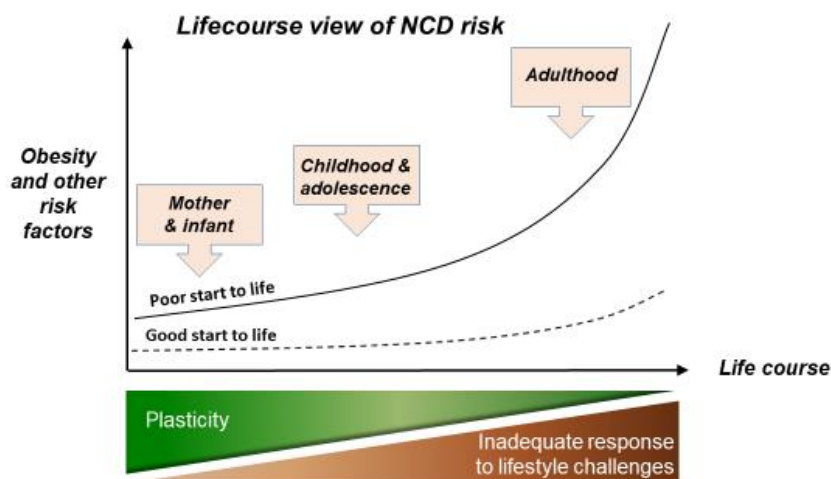 Lifecourse view of NCD risk
Adulthood
Obesity
and other
risk
factors
Childhood &
adolescence
Mother
& infant
Poor start to life
Good start to life
Life course
Plasticity
Inadequate response
to lifestyle challenges